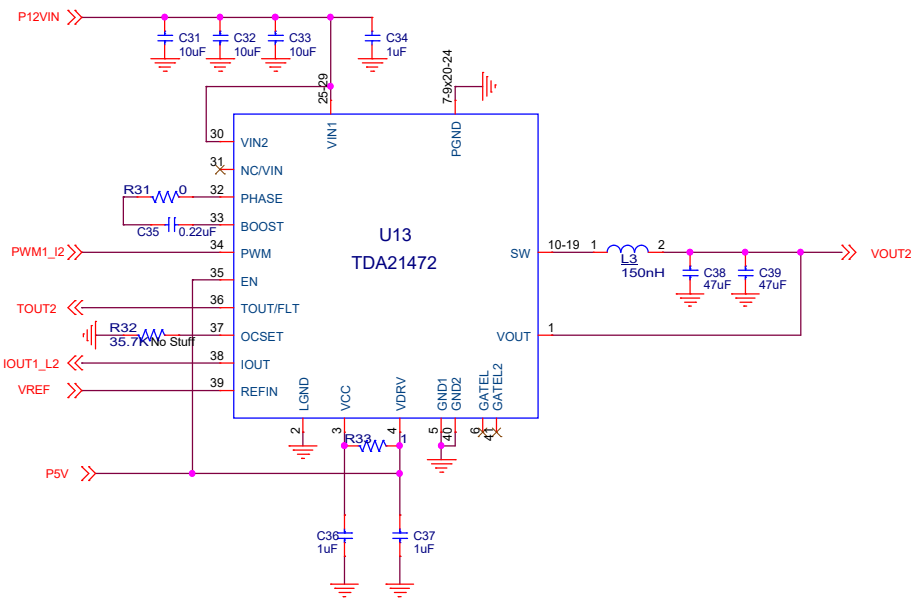 P12VIN
C31
10uF
C32
10uF
C33
10uF
C34
1uF
25-29
7-9x20-24
VIN1
PGND
30
VIN2
31
NC/VIN
R31
0
32
PHASE
C35
0.22uF
33
BOOST
U13
TDA21472
PWM1_I2
34
PWM
SW
10-19
1
2
L3
150nH
VOUT2
C38
47uF
C39
47uF
35
EN
TOUT2
36
TOUT/FLT
R32
35.7K
No Stuff
37
OCSET
VOUT
1
IOUT1_L2
38
IOUT
VREF
39
REFIN
LGND
VCC
VDRV
GND1
GND2
GATEL
GATEL2
2
3
4
5
40
6
41
R33
1
P5V
C36
1uF
C37
1uF